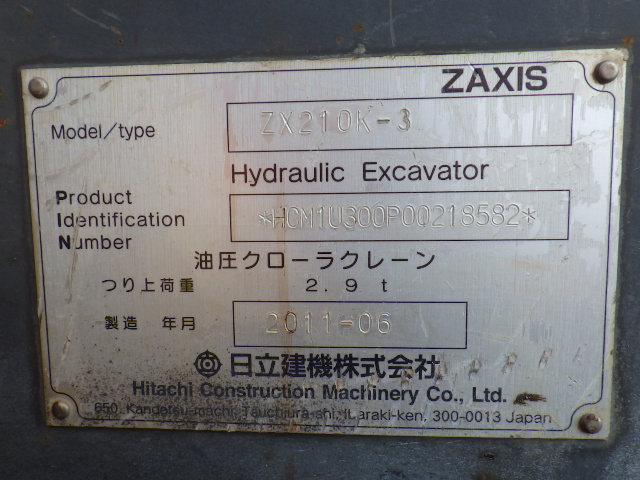 ZAXIS
Model/type ZX210K-3
Hydraulic Excavator
Product
Identification *HCM1U300P00218582*
Number
油圧クローラクレーン
つり上荷重 2.9 t
製造 年月 2011-06
日立建機株式会社
Hitachi Construction Machinery Co., Ltd.
650, Kandatsu-machi, Tsuchiura-shi, Ibaraki-ken, 300-0013 Japan